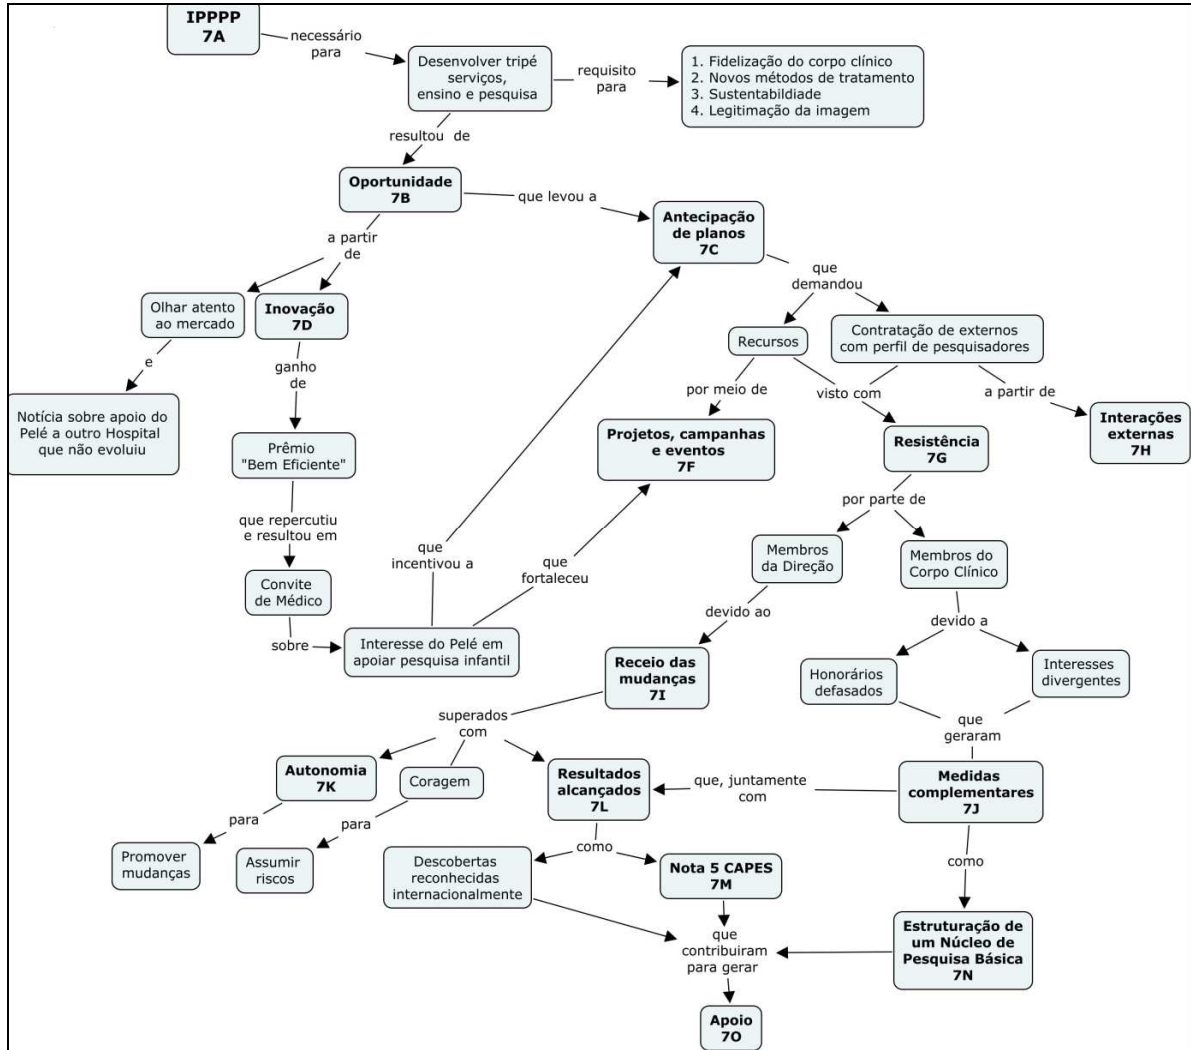 IPPPP
7A
necessário
para
Desenvolver tripé
serviços,
ensino e pesquisa
requisito
para
1. Fidelização do corpo clínico
2. Novos métodos de tratamento
3. Sustentabildiade
4. Legitimação da imagem
resultou de
Oportunidade
7B
que levou a
Antecipação
de planos
7C
a partir
de
que
demandou
Olhar atento
ao mercado
Inovação
7D
Recursos
Contratação de externos
com perfil de pesquisadores
e
ganho
de
por meio de
visto com
a partir de
Notícia sobre apoio do
Pelé a outro Hospital
que não evoluiu
Prêmio
"Bem Eficiente"
Projetos, campanhas
e eventos
7F
Resistência
7G
Interações
externas
7H
por parte de
que repercutiu
e resultou em
que
incentivou a
que
fortaleceu
Membros
da Direção
Membros do
Corpo Clínico
Convite
de Médico
devido ao
devido a
sobre
Interesse do Pelé em
apoiar pesquisa infantil
Receio das
mudanças
7I
Honorários
defasados
Interesses
divergentes
superados
com
que
geraram
Autonomia
7K
Coragem
Resultados
alcançados
7L
que, juntamente
com
Medidas
complementares
7J
para
para
como
como
Promover
mudanças
Assumir
riscos
Descobertas
reconhecidas
internacionalmente
Nota 5 CAPES
7M
que
contribuiram
para gerar
Estruturação de
um Núcleo de
Pesquisa Básica
7N
Apoio
7O